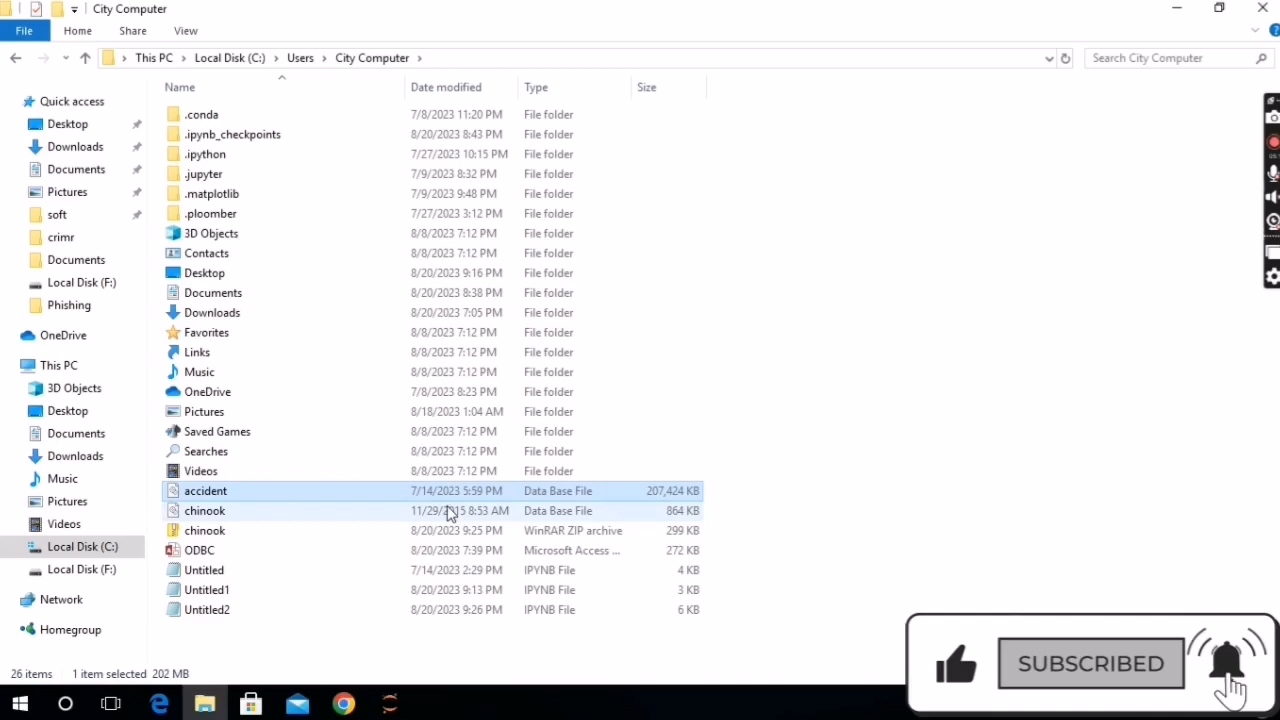 City Computer
File Home Share View
This PC Local Disk (C:) Users City Computer Search City Computer
Name Date modified Type Size
Quick access
Desktop
Downloads
Documents
Pictures
soft
crimr
Documents
Local Disk (F:)
Phishing
OneDrive
This PC
3D Objects
Desktop
Documents
Downloads
Music
Pictures
Videos
Local Disk (C:)
Local Disk (F:)
Network
Homegroup
.conda 7/8/2023 11:20 PM File folder
.ipynb_checkpoints 8/20/2023 8:43 PM File folder
.ipython 7/27/2023 10:15 PM File folder
.jupyter 7/9/2023 8:32 PM File folder
.matplotlib 7/9/2023 9:48 PM File folder
.ploomber 7/27/2023 3:12 PM File folder
3D Objects 8/8/2023 7:12 PM File folder
Contacts 8/8/2023 7:12 PM File folder
Desktop 8/20/2023 9:16 PM File folder
Documents 8/20/2023 8:38 PM File folder
Downloads 8/20/2023 7:05 PM File folder
Favorites 8/8/2023 7:12 PM File folder
Links 8/8/2023 7:12 PM File folder
Music 8/8/2023 7:12 PM File folder
OneDrive 7/8/2023 8:23 PM File folder
Pictures 8/18/2023 1:04 AM File folder
Saved Games 8/8/2023 7:12 PM File folder
Searches 8/8/2023 7:12 PM File folder
Videos 8/8/2023 7:12 PM File folder
accident 7/14/2023 5:59 PM Data Base File 207,424 KB
chinook 11/29/2015 8:53 AM Data Base File 864 KB
chinook 8/20/2023 9:25 PM WinRAR ZIP archive 299 KB
ODBC 8/20/2023 7:39 PM Microsoft Access ... 272 KB
Untitled 7/14/2023 2:29 PM IPYNB File 4 KB
Untitled1 8/20/2023 9:13 PM IPYNB File 3 KB
Untitled2 8/20/2023 9:26 PM IPYNB File 6 KB
26 items 1 item selected 202 MB
SUBSCRIBED